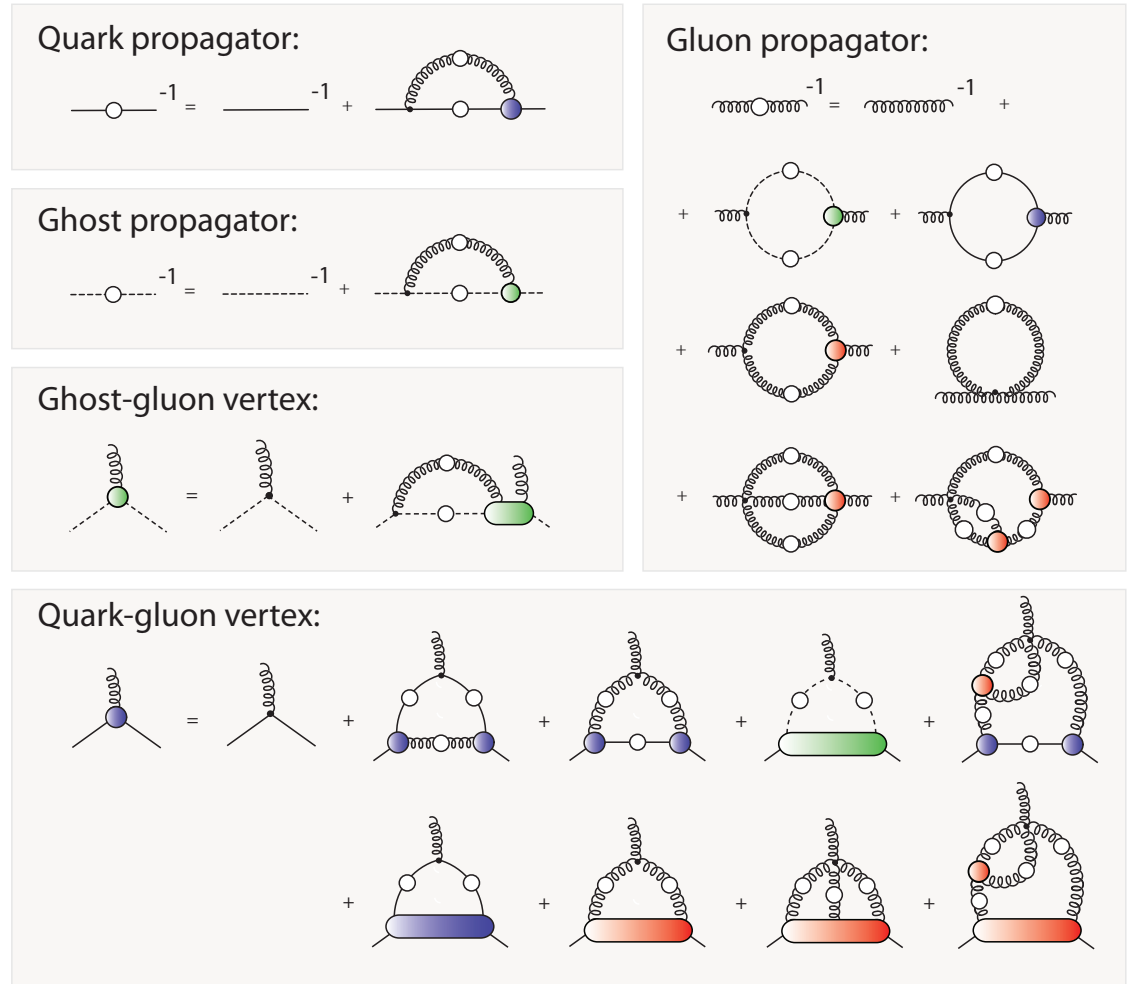 Quark propagator:
-1 = -1 +
Ghost propagator:
-1 = -1 +
Ghost-gluon vertex:
= +
Gluon propagator:
-1 = -1 +
+ +
+ +
+ +
Quark-gluon vertex:
= + + + +
+ + + +